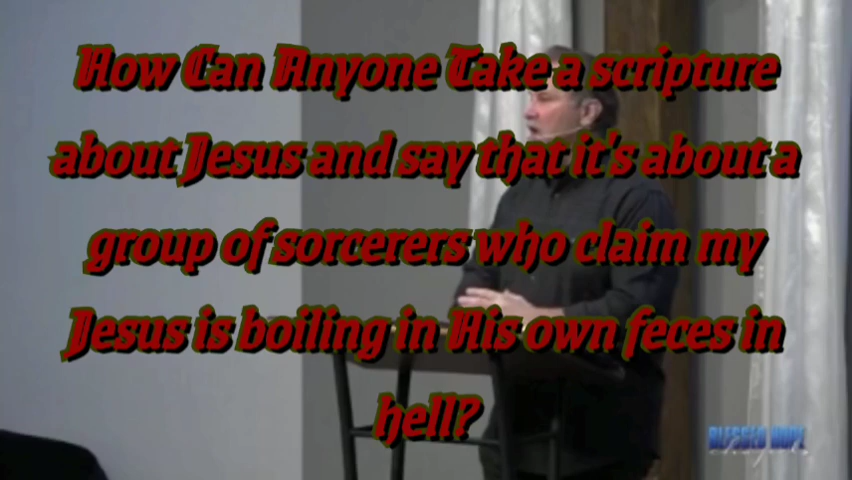 How Can Anyone Take a scripture
about Jesus and say that it's about a
group of sorcerers who claim my
Jesus is boiling in His own feces in
hell?
BLESSED HOPE